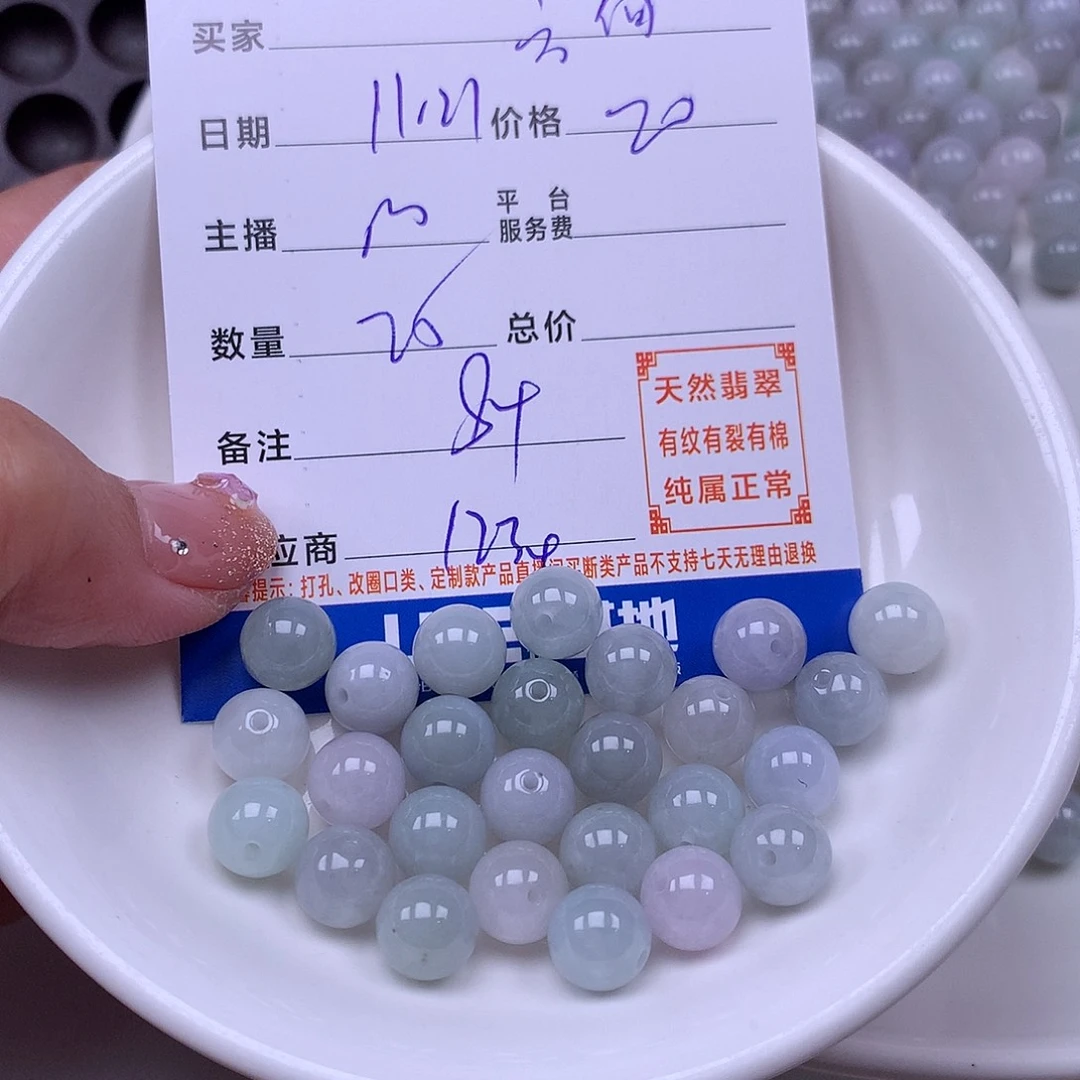 买家
日期 11.21 价格 20
主播
平台
服务费
数量 26 总价
备注 84
天然翡翠
有纹有裂有棉
纯属正常
应商 1234
提示：打孔、改圈口类、定制款产品直播间买断类产品不支持七天无理由退换